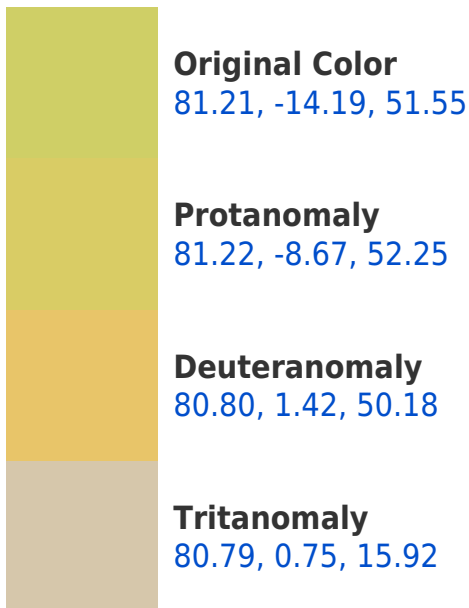 Original Color
81.21, -14.19, 51.55
Protanomaly
81.22, -8.67, 52.25
Deuteranomaly
80.80, 1.42, 50.18
Tritanomaly
80.79, 0.75, 15.92